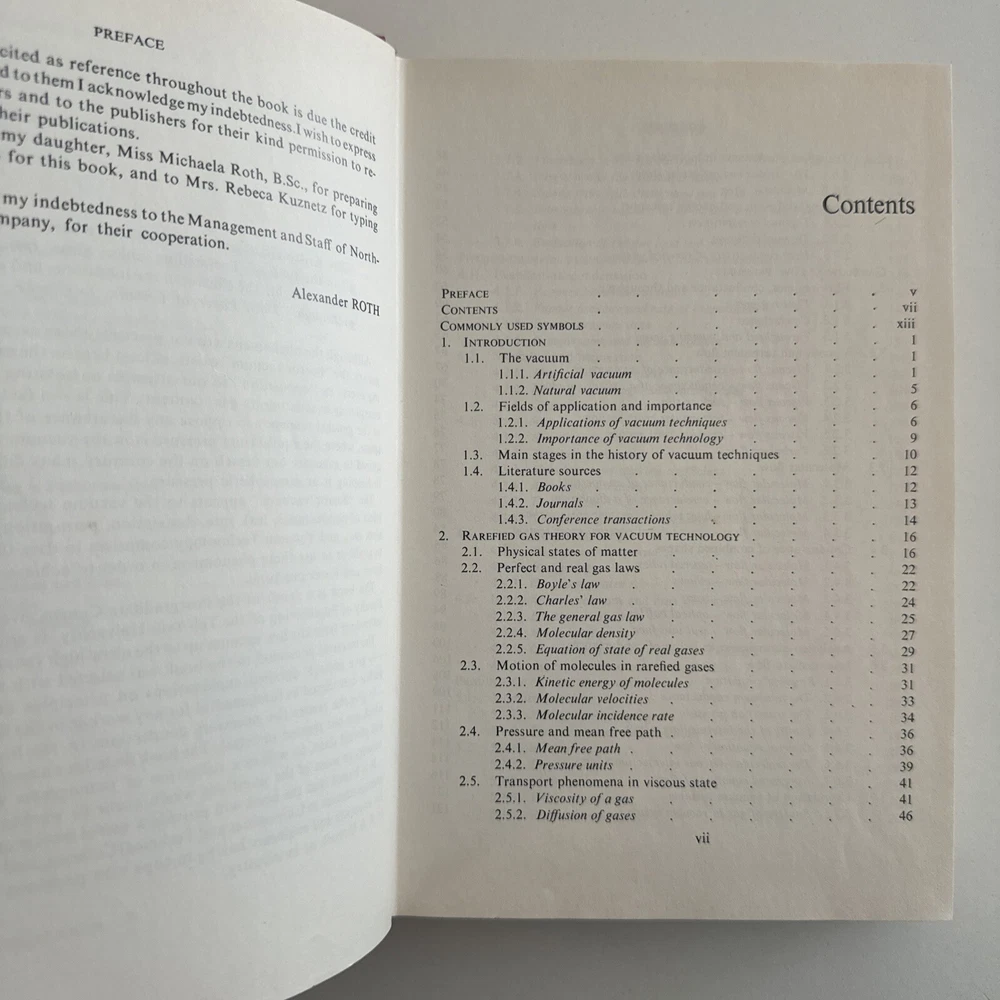 PREFACE
cited as reference throughout the book is due the credit
d to them I acknowledge my indebtedness. I wish to express
rs and to the publishers for their kind permission to re-
heir publications.
my daughter, Miss Michaela Roth, B.Sc., for preparing
for this book, and to Mrs. Rebeca Kuznetz for typing
my indebtedness to the Management and Staff of North-
mpany, for their cooperation.
Alexander ROTH
Contents
PREFACE . . . . . . . v
CONTENTS . . . . . . vii
COMMONLY USED SYMBOLS . . . . . . . . xiii
1. INTRODUCTION . . . . . . . 1
1.1. The vacuum . . . . . . . 1
1.1.1. Artificial vacuum . . . . . . 1
1.1.2. Natural vacuum . . . . . . 5
1.2. Fields of application and importance . . . . 6
1.2.1. Applications of vacuum techniques . . . . 6
1.2.2. Importance of vacuum technology . . . . 9
1.3. Main stages in the history of vacuum techniques . . . 10
1.4. Literature sources . . . . . . . 12
1.4.1. Books . . . . . . . . 12
1.4.2. Journals . . . . . . . . 13
1.4.3. Conference transactions . . . . . 14
2. RAREFIED GAS THEORY FOR VACUUM TECHNOLOGY . . . . 16
2.1. Physical states of matter . . . . . . 16
2.2. Perfect and real gas laws . . . . . . 22
2.2.1. Boyle's law . . . . . . . 22
2.2.2. Charles' law . . . . . . . 24
2.2.3. The general gas law . . . . . . 25
2.2.4. Molecular density . . . . . . 27
2.2.5. Equation of state of real gases . . . . . 29
2.3. Motion of molecules in rarefied gases . . . . 31
2.3.1. Kinetic energy of molecules . . . . . 31
2.3.2. Molecular velocities . . . . . . 33
2.3.3. Molecular incidence rate . . . . . 34
2.4. Pressure and mean free path . . . . . . 36
2.4.1. Mean free path . . . . . . . 36
2.4.2. Pressure units . . . . . . . 39
2.5. Transport phenomena in viscous state . . . . . 41
2.5.1. Viscosity of a gas . . . . . . 41
2.5.2. Diffusion of gases . . . . . . 46
vii